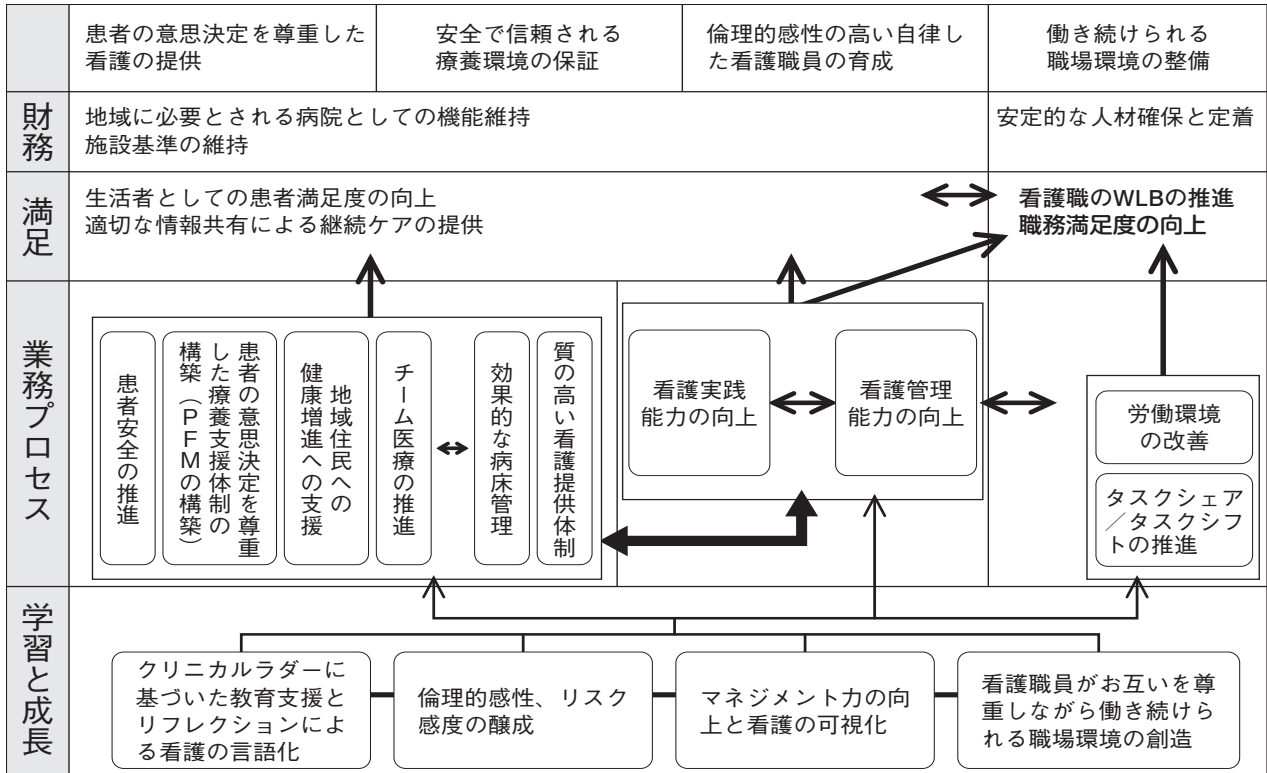 患者の意思決定を尊重した
看護の提供
安全で信頼される
療養環境の保証
倫理的感性の高い自律し
た看護職員の育成
働き続けられる
職場環境の整備
財務
地域に必要とされる病院としての機能維持
施設基準の維持
安定的な人材確保と定着
満足
生活者としての患者満足度の向上
適切な情報共有による継続ケアの提供
看護職のWLBの推進
職務満足度の向上
業務プロセス
患者安全の推進
患者の意思決定を尊重
した療養支援体制の
構築（PFMの構築）
地域住民への
健康増進への支援
チーム医療の推進
効果的な病床管理
質の高い看護提供体制
看護実践
能力の向上
看護管理
能力の向上
労働環境
の改善
タスクシェア
／タスクシフ
トの推進
学習と成長
クリニカルラダーに
基づいた教育支援と
リフレクションによ
る看護の言語化
倫理的感性、リスク
感度の醸成
マネジメント力の向
上と看護の可視化
看護職員がお互いを尊
重しながら働き続けら
れる職場環境の創造